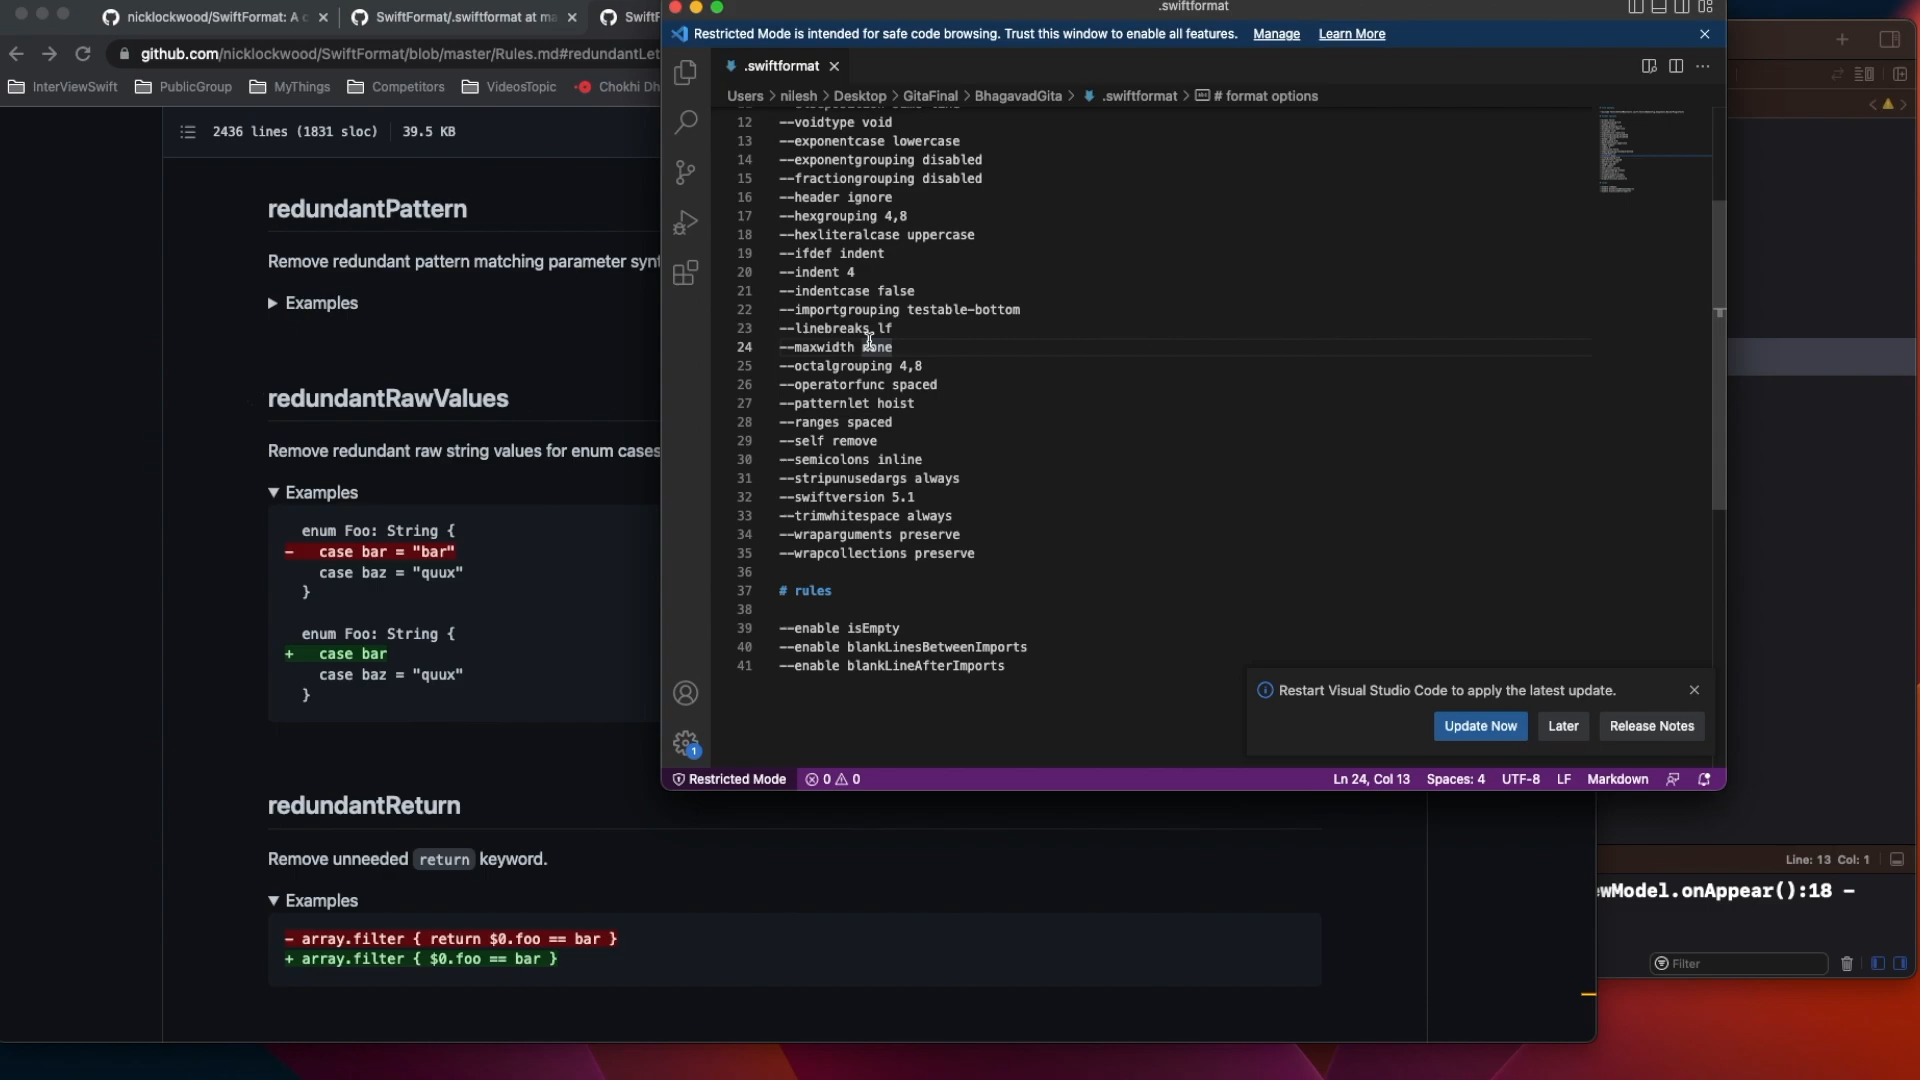 nicklockwood/SwiftFormat: A c
SwiftFormat/.swiftformat at ma
SwiftF
github.com/nicklockwood/SwiftFormat/blob/master/Rules.md#redundantLet
InterViewSwift
PublicGroup
MyThings
Competitors
VideosTopic
Chokhi Dh
2436 lines (1831 sloc)
39.5 KB
redundantPattern
Remove redundant pattern matching parameter synt
Examples
redundantRawValues
Remove redundant raw string values for enum cases
Examples
enum Foo: String {
- case bar = "bar"
case baz = "quux"
}
enum Foo: String {
+ case bar
case baz = "quux"
}
redundantReturn
Remove unneeded return keyword.
Examples
- array.filter { return $0.foo == bar }
+ array.filter { $0.foo == bar }
.swiftformat
Restricted Mode is intended for safe code browsing. Trust this window to enable all features. Manage Learn More
.swiftformat
Users > nilesh > Desktop > GitaFinal > BhagavadGita > .swiftformat > # format options
12 --voidtype void
13 --exponentcase lowercase
14 --exponentgrouping disabled
15 --fractiongrouping disabled
16 --header ignore
17 --hexgrouping 4,8
18 --hexliteralcase uppercase
19 --ifdef indent
20 --indent 4
21 --indentcase false
22 --importgrouping testable-bottom
23 --linebreaks lf
24 --maxwidth none
25 --octalgrouping 4,8
26 --operatorfunc spaced
27 --patternlet hoist
28 --ranges spaced
29 --self remove
30 --semicolons inline
31 --stripunusedargs always
32 --swiftversion 5.1
33 --trimwhitespace always
34 --wraparguments preserve
35 --wrapcollections preserve
36
37 # rules
38
39 --enable isEmpty
40 --enable blankLinesBetweenImports
41 --enable blankLineAfterImports
Restart Visual Studio Code to apply the latest update.
Update Now
Later
Release Notes
1
Restricted Mode
0 0
Ln 24, Col 13
Spaces: 4
UTF-8
LF
Markdown
Line: 13 Col: 1
ewModel.onAppear():18 -
Filter